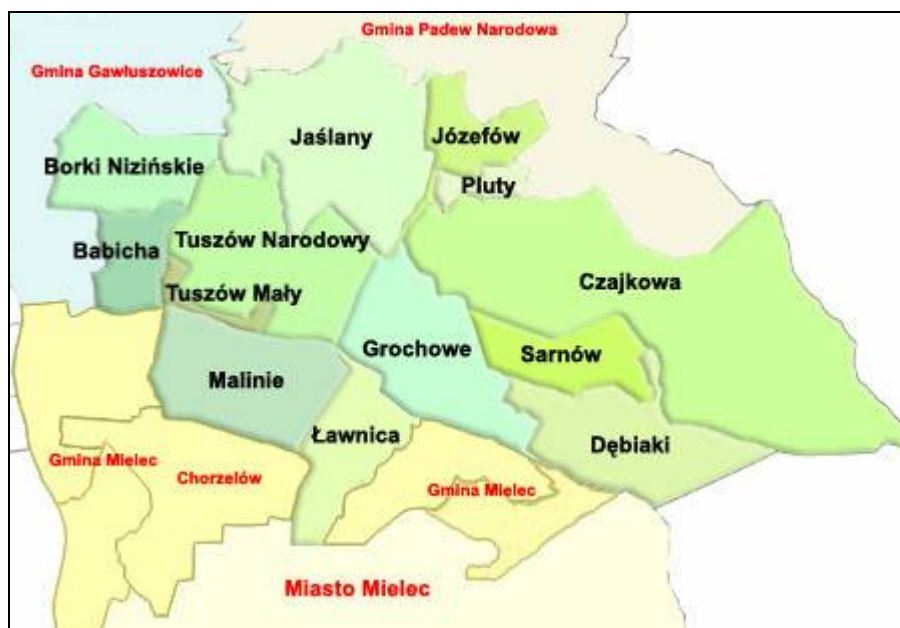 Gmina Padew Narodowa
Gmina Gawłuszowice
Jaślany
Józefów
Borki Nizińskie
Pluty
Tuszów Narodowy
Babicha
Czajkowa
Tuszów Mały
Grochowe
Sarnów
Malinie
Ławnica
Dębiaki
Gmina Mielec
Chorzelów
Gmina Mielec
Miasto Mielec